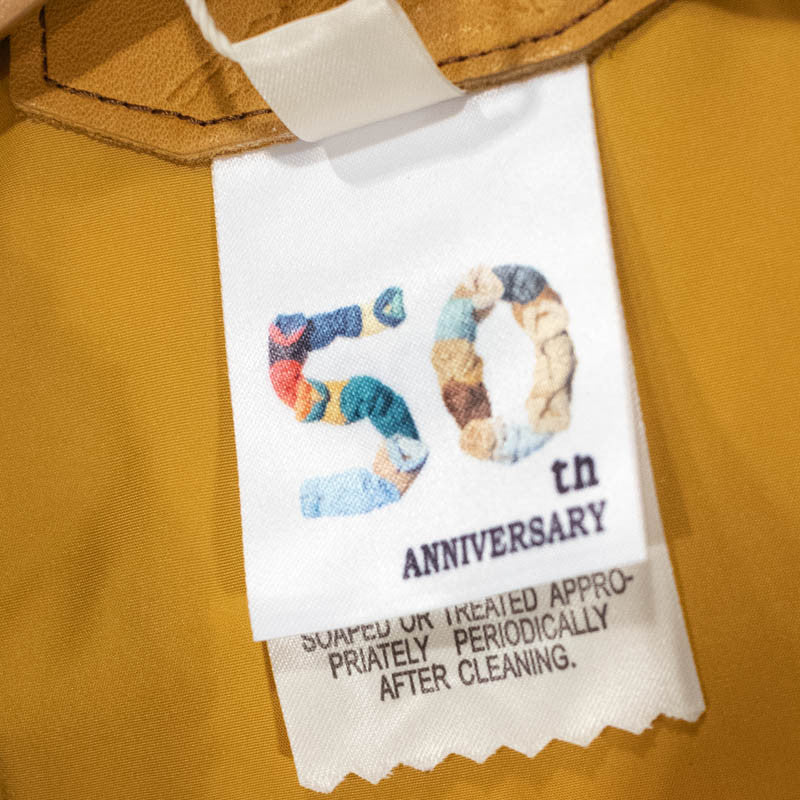 50
th
ANNIVERSARY
SOAPED OR TREATED APPRO-
PRIATELY PERIODICALLY
AFTER CLEANING.